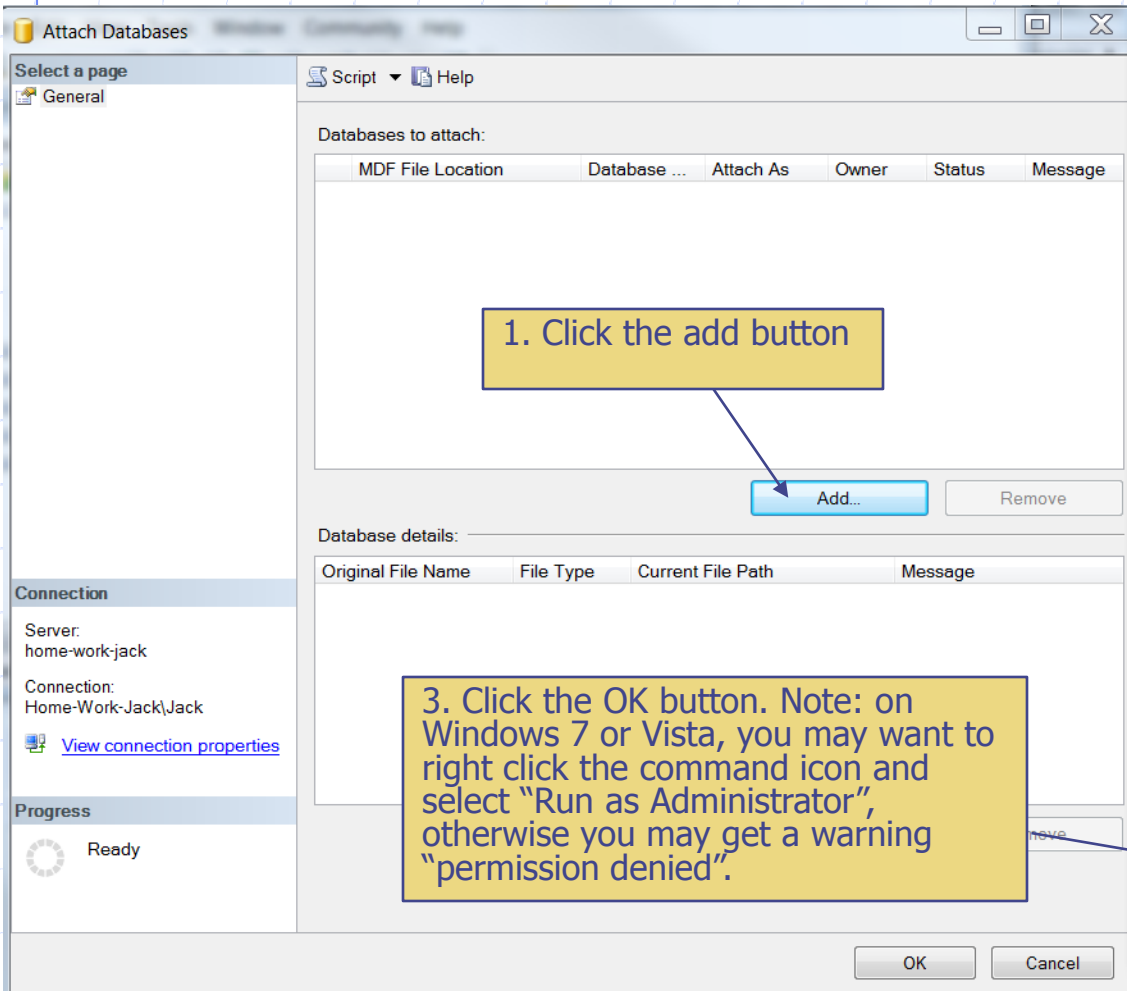 Attach Databases
Window Community Help
Select a page
General
Script Help
Databases to attach:
MDF File Location Database ... Attach As Owner Status Message
1. Click the add button
Add... Remove
Database details:
Original File Name File Type Current File Path Message
Connection
Server:
home-work-jack
Connection:
Home-Work-Jack\Jack
View connection properties
3. Click the OK button. Note: on
Windows 7 or Vista, you may want to
right click the command icon and
select “Run as Administrator”,
otherwise you may get a warning
“permission denied”.
Progress
Ready
OK Cancel